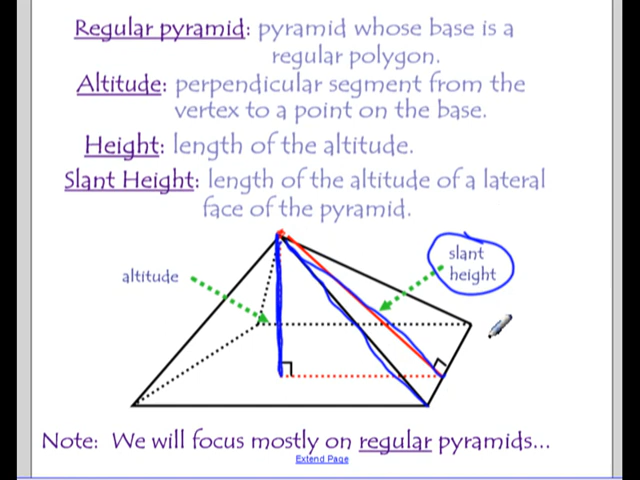 Regular pyramid: pyramid whose base is a
regular polygon.
Altitude: perpendicular segment from the
vertex to a point on the base.
Height: length of the altitude.
Slant Height: length of the altitude of a lateral
face of the pyramid.
altitude
slant
height
Note: We will focus mostly on regular pyramids...
Extend Page